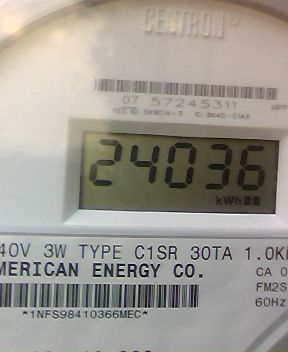 CENTRON®
07 57245311
24036
kWh
40V 3W TYPE C1SR 30TA 1.0K
MERICAN ENERGY CO.
CA 0
FM2S
60Hz
*1NFS98410366MEC*